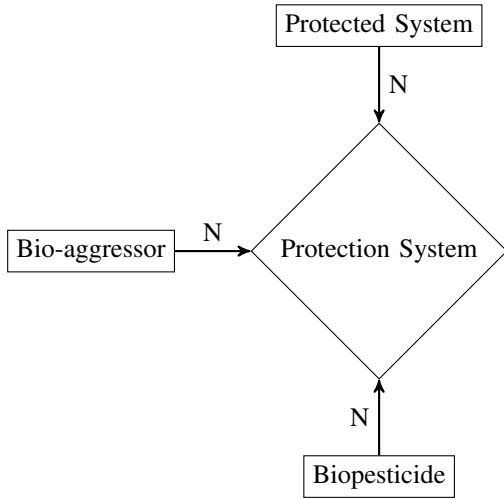 Protected System
N
N
Bio-aggressor
Protection System
N
Biopesticide